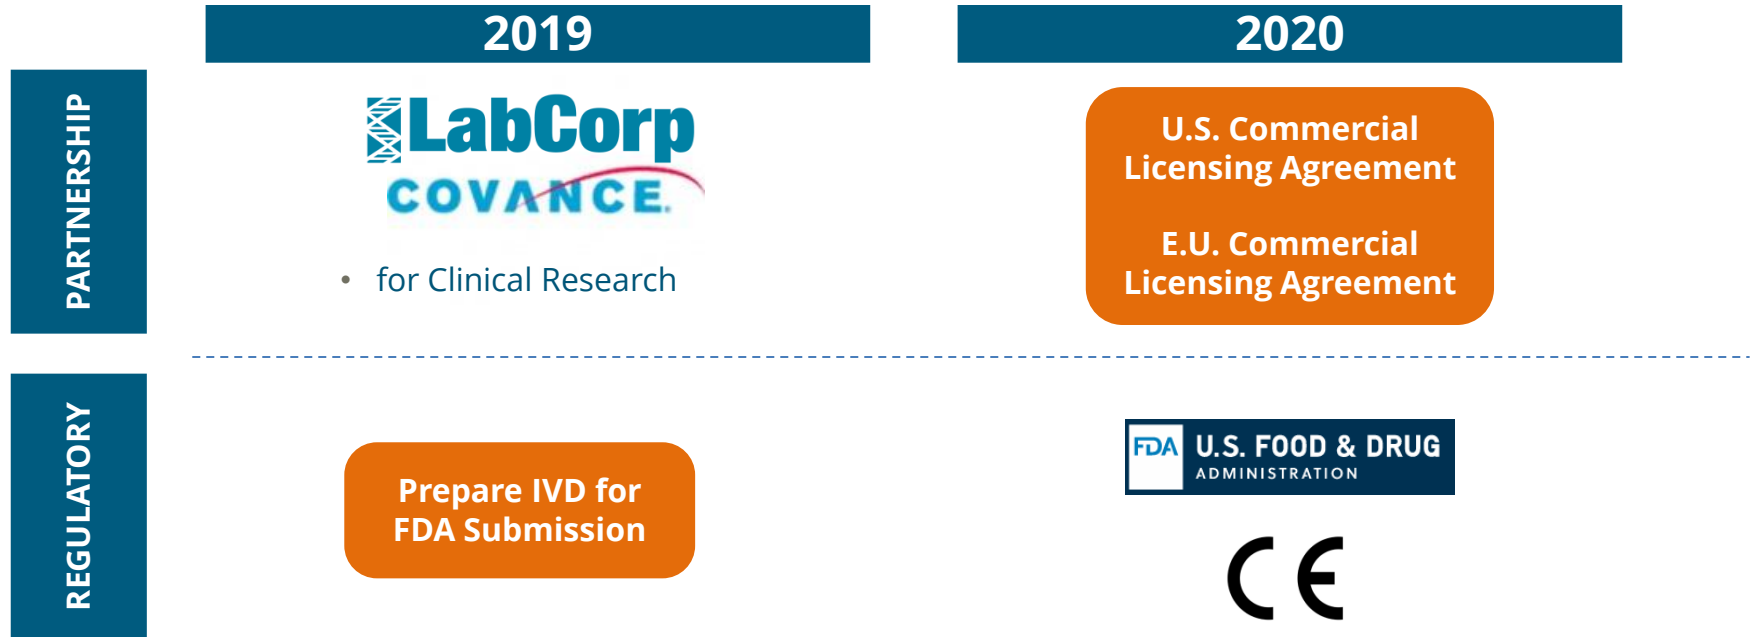 2019
2020
PARTNERSHIP
LabCorp
COVANCE.
• for Clinical Research
U.S. Commercial
Licensing Agreement
E.U. Commercial
Licensing Agreement
REGULATORY
Prepare IVD for
FDA Submission
FDA U.S. FOOD & DRUG
ADMINISTRATION
CE